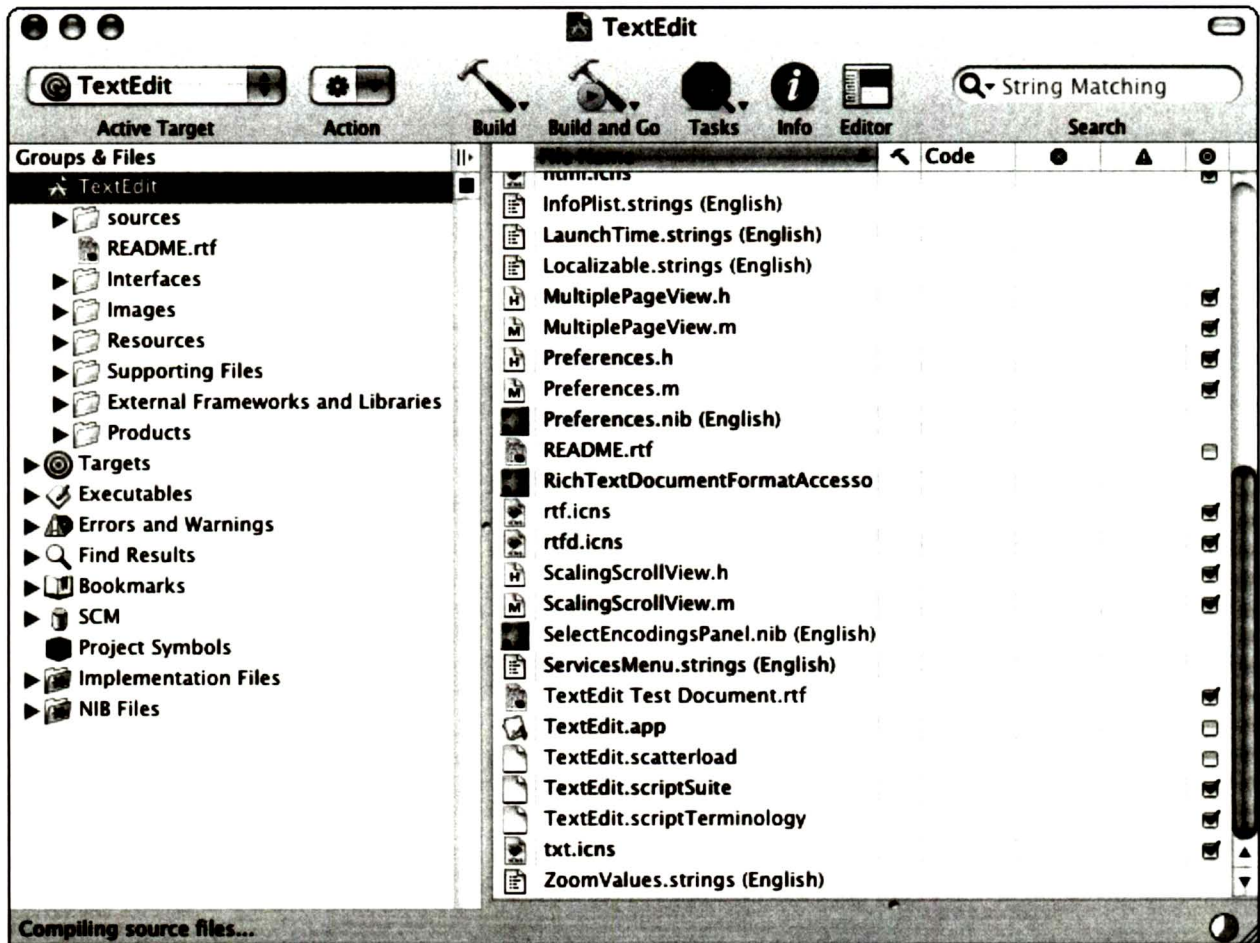 TextEdit
TextEdit
String Matching
Active Target
Action
Build
Build and Go
Tasks
Info
Editor
Search
Groups & Files
File Name
Code
TextEdit
sources
README.rtf
Interfaces
Images
Resources
Supporting Files
External Frameworks and Libraries
Products
Targets
Executables
Errors and Warnings
Find Results
Bookmarks
SCM
Project Symbols
Implementation Files
NIB Files
html.icns
InfoPlist.strings (English)
LaunchTime.strings (English)
Localizable.strings (English)
MultiplePageView.h
MultiplePageView.m
Preferences.h
Preferences.m
Preferences.nib (English)
README.rtf
RichTextDocumentFormatAccesso
rtf.icns
rtfd.icns
ScalingScrollView.h
ScalingScrollView.m
SelectEncodingsPanel.nib (English)
ServicesMenu.strings (English)
TextEdit Test Document.rtf
TextEdit.app
TextEdit.scatterload
TextEdit.scriptSuite
TextEdit.scriptTerminology
txt.icns
ZoomValues.strings (English)
Compiling source files...